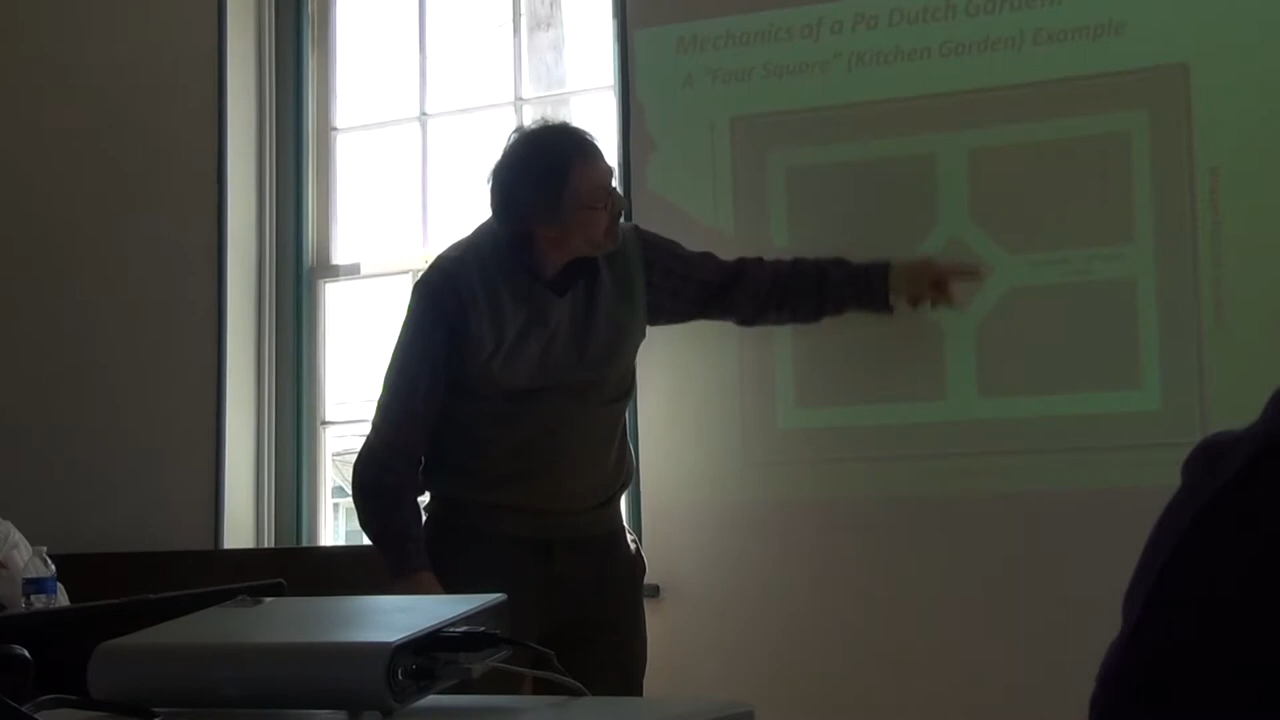 Mechanics of a Pa Dutch Garden:
A "Four Square" (Kitchen Garden) Example